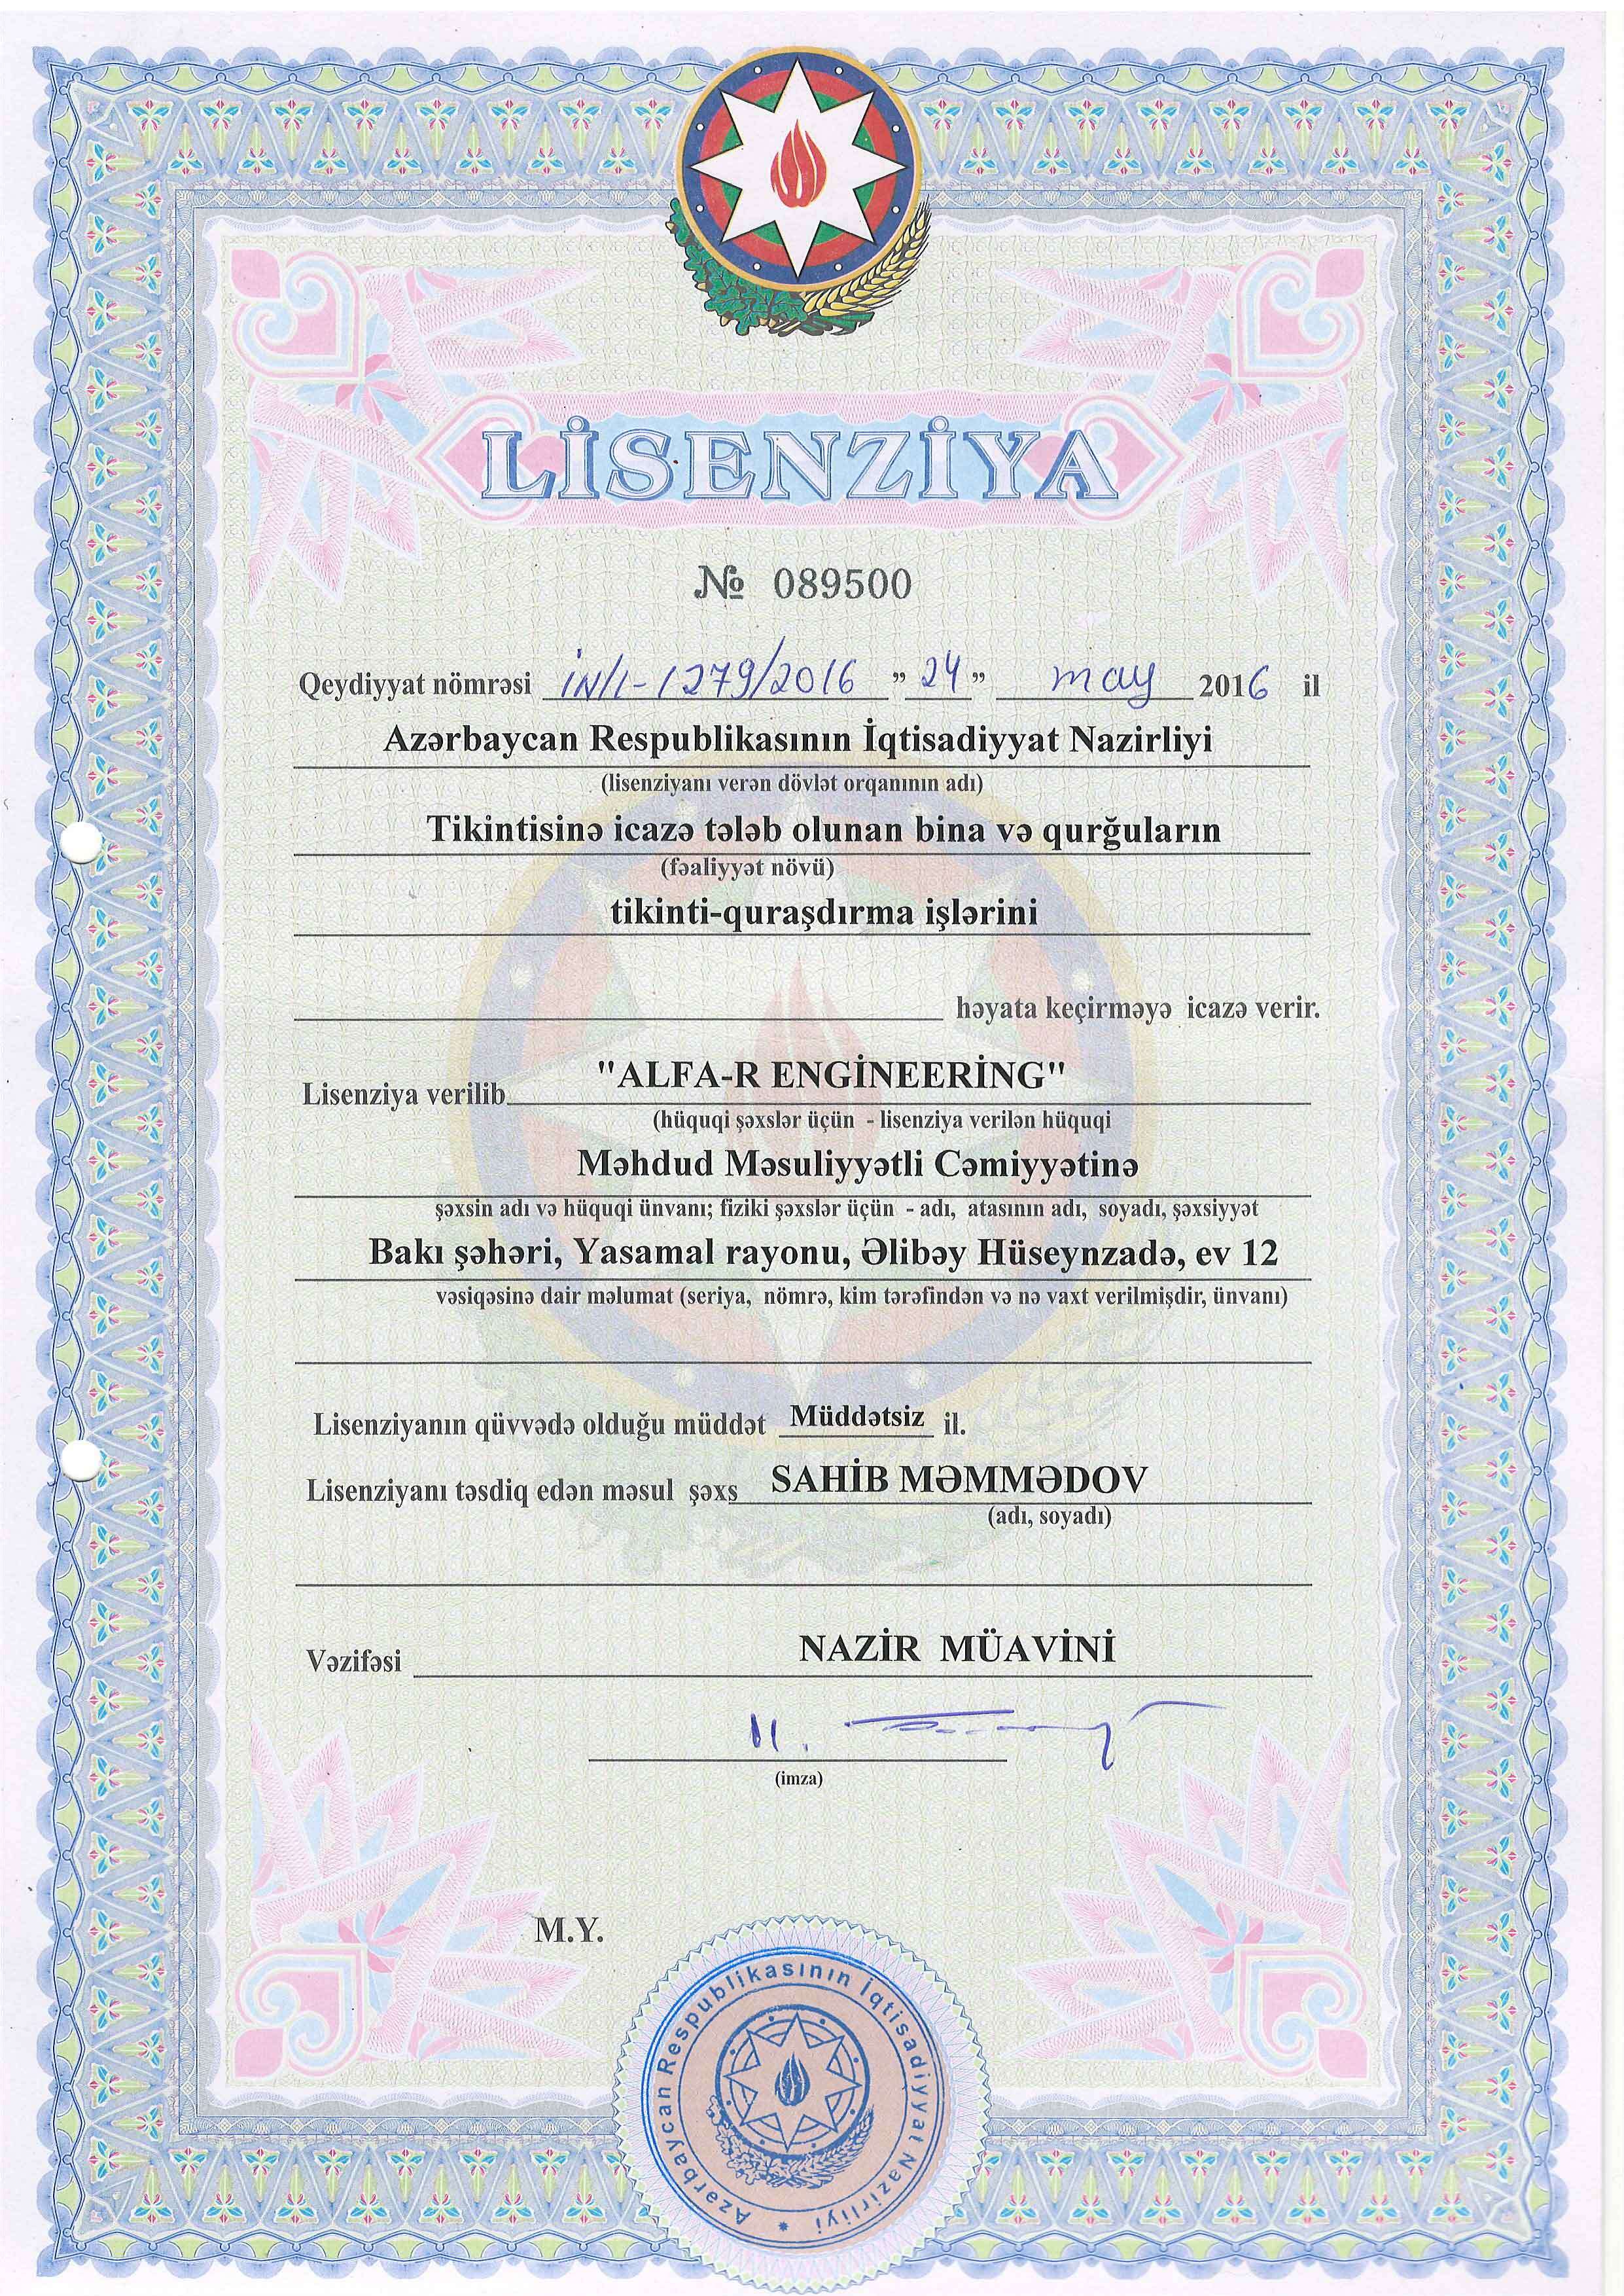 LİSENZİYA
№ 089500
Qeydiyyat nömrəsi İN/L-1279/2016 " 24 " may 2016 il
Azərbaycan Respublikasının İqtisadiyyat Nazirliyi
(lisenziyanı verən dövlət orqanının adı)
Tikintisinə icazə tələb olunan bina və qurğuların
(fəaliyyət növü)
tikinti-quraşdırma işlərini
həyata keçirməyə icazə verir.
Lisenziya verilib "ALFA-R ENGİNEERİNG"
(hüquqi şəxslər üçün - lisenziya verilən hüquqi
Məhdud Məsuliyyətli Cəmiyyətinə
şəxsin adı və hüquqi ünvanı; fiziki şəxslər üçün - adı, atasının adı, soyadı, şəxsiyyət
Bakı şəhəri, Yasamal rayonu, Əlibəy Hüseynzadə, ev 12
vəsiqəsinə dair məlumat (seriya, nömrə, kim tərəfindən və nə vaxt verilmişdir, ünvanı)
Lisenziyanın qüvvədə olduğu müddət Müddətsiz il.
Lisenziyanı təsdiq edən məsul şəxs SAHİB MƏMMƏDOV
(adı, soyadı)
Vəzifəsi NAZİR MÜAVİNİ
(imza)
M.Y.
Azərbaycan Respublikasının İqtisadiyyat Nazirliyi *